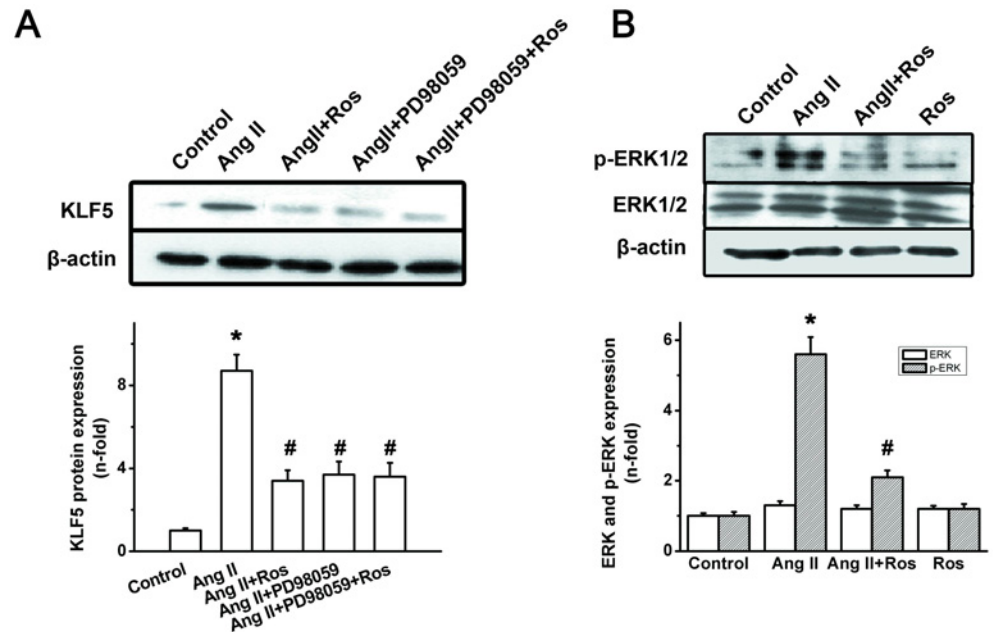 A
Control
Ang II
AngII+Ros
AngII+PD98059
AngII+PD98059+Ros
KLF5
β-actin
*
#
#
#
KLF5 protein expression
(n-fold)
8
4
0
Control
Ang II
Ang II+Ros
Ang II+PD98059
Ang II+PD98059+Ros
B
Control
Ang II
AngII+Ros
Ros
p-ERK1/2
ERK1/2
β-actin
*
#
ERK
p-ERK
ERK and p-ERK expression
(n-fold)
6
4
2
0
Control
Ang II
Ang II+Ros
Ros